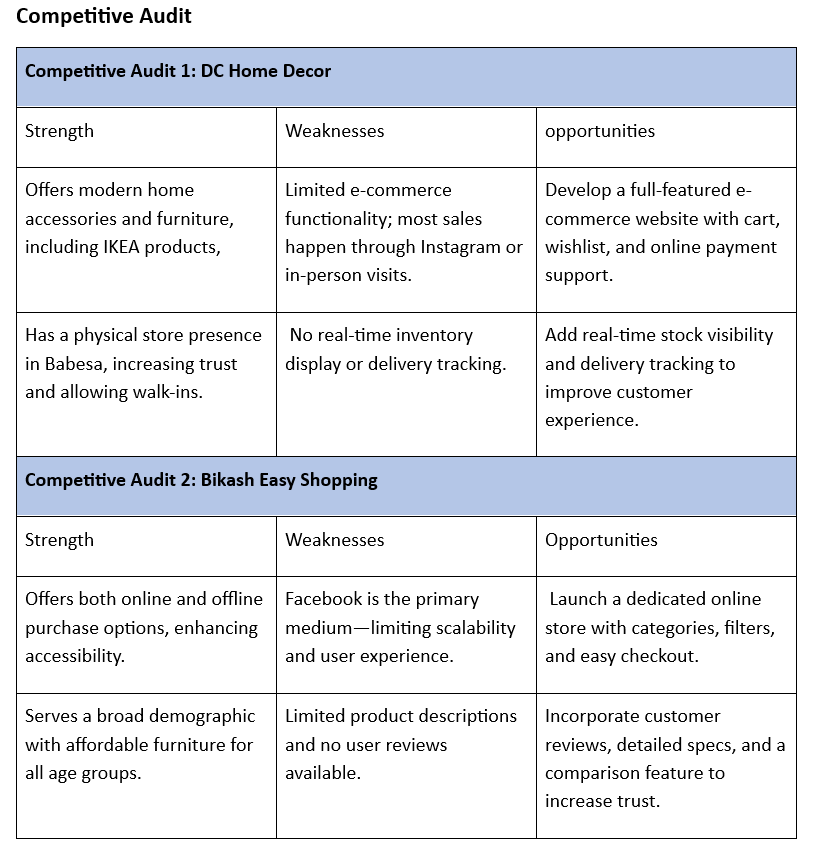 Competitive Audit
Competitive Audit 1: DC Home Decor
Strength
Weaknesses
opportunities
Offers modern home
accessories and furniture,
including IKEA products,
Limited e-commerce
functionality; most sales
happen through Instagram or
in-person visits.
Develop a full-featured e-
commerce website with cart,
wishlist, and online payment
support.
Has a physical store presence
in Babesa, increasing trust
and allowing walk-ins.
No real-time inventory
display or delivery tracking.
Add real-time stock visibility
and delivery tracking to
improve customer
experience.
Competitive Audit 2: Bikash Easy Shopping
Strength
Weaknesses
Opportunities
Offers both online and offline
purchase options, enhancing
accessibility.
Facebook is the primary
medium—limiting scalability
and user experience.
Launch a dedicated online
store with categories, filters,
and easy checkout.
Serves a broad demographic
with affordable furniture for
all age groups.
Limited product descriptions
and no user reviews
available.
Incorporate customer
reviews, detailed specs, and a
comparison feature to
increase trust.